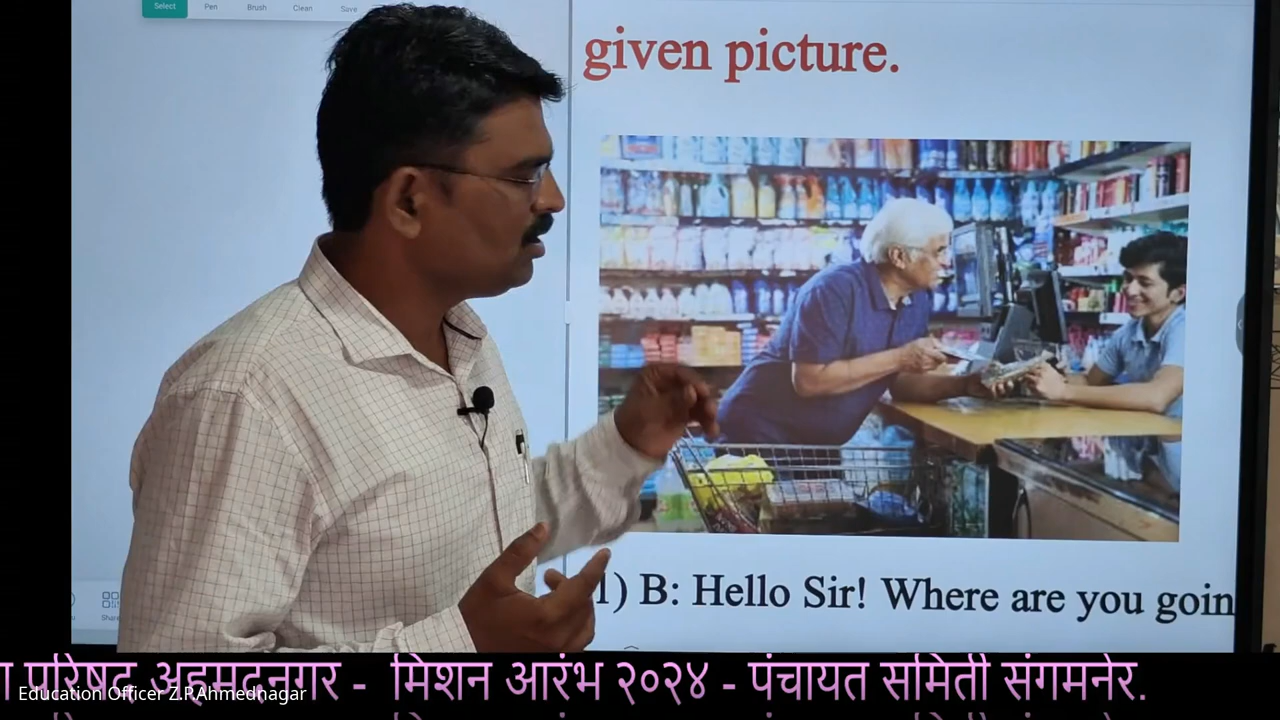 Select Pen Brush Clean Save
given picture.
1) B: Hello Sir! Where are you goin
Share
परिषद अहमदनगर - मिशन आरंभ २०२४ - पंचायत समिती संगमनेर.
Education Officer Z.P.Ahmednagar